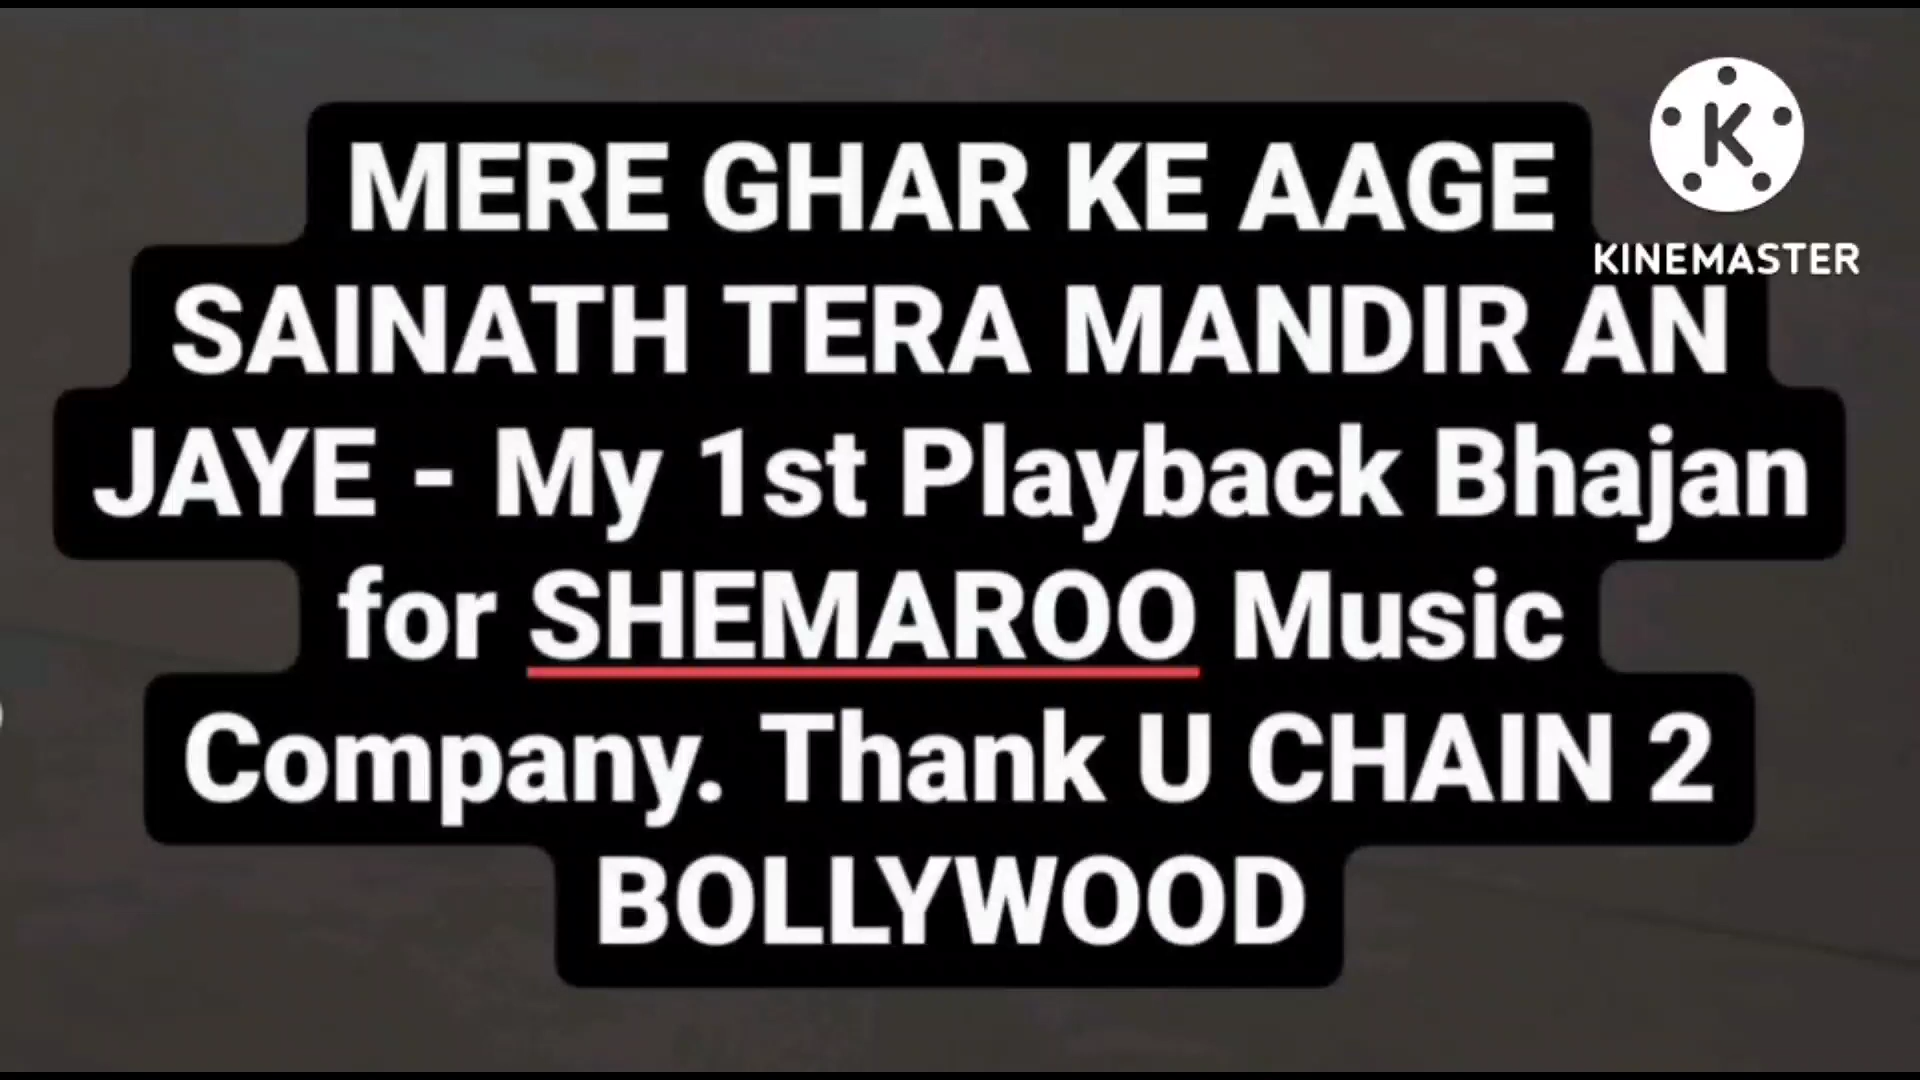 MERE GHAR KE AAGE
SAINATH TERA MANDIR AN
JAYE - My 1st Playback Bhajan
for SHEMAROO Music
Company. Thank U CHAIN 2
BOLLYWOOD
K
KINEMASTER